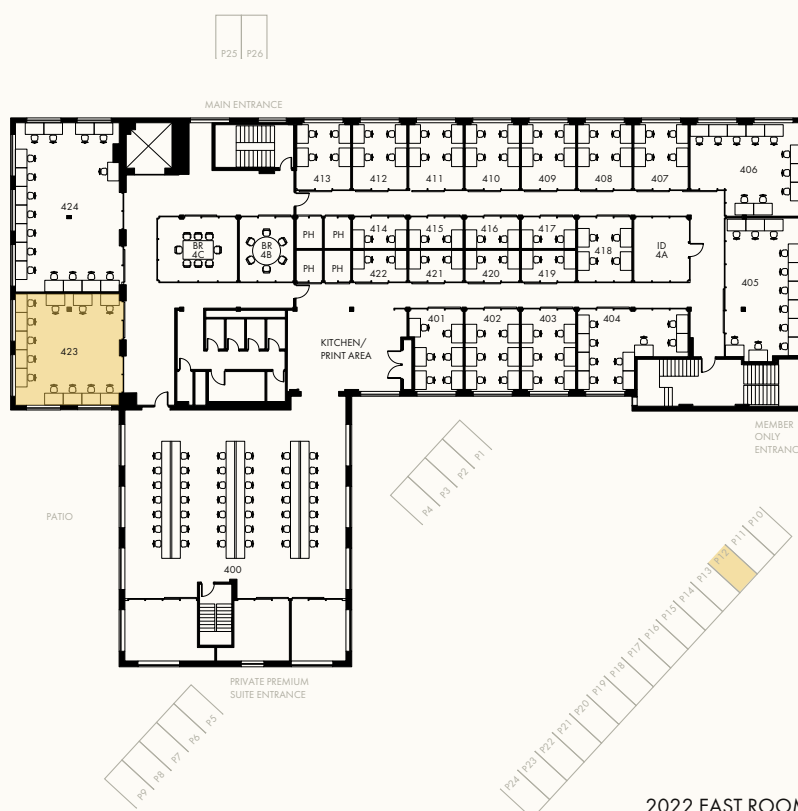 P25 P26
MAIN ENTRANCE
413 412 411 410 409 408 407
406
424
PH PH 414 415 416 417
BR
4C
BR
4B
418
ID
4A
PH PH 422 421 420 419
405
423
401 402 403 404
KITCHEN/
PRINT AREA
MEMBER
ONLY
ENTRANC
P4 P3 P2 P1
PATIO
400
P24 P23 P22 P21 P20 P19 P18 P17 P16 P15 P14 P13 P12 P11 P10
PRIVATE PREMIUM
SUITE ENTRANCE
P9 P8 P7 P6 P5
2022 EAST ROOM